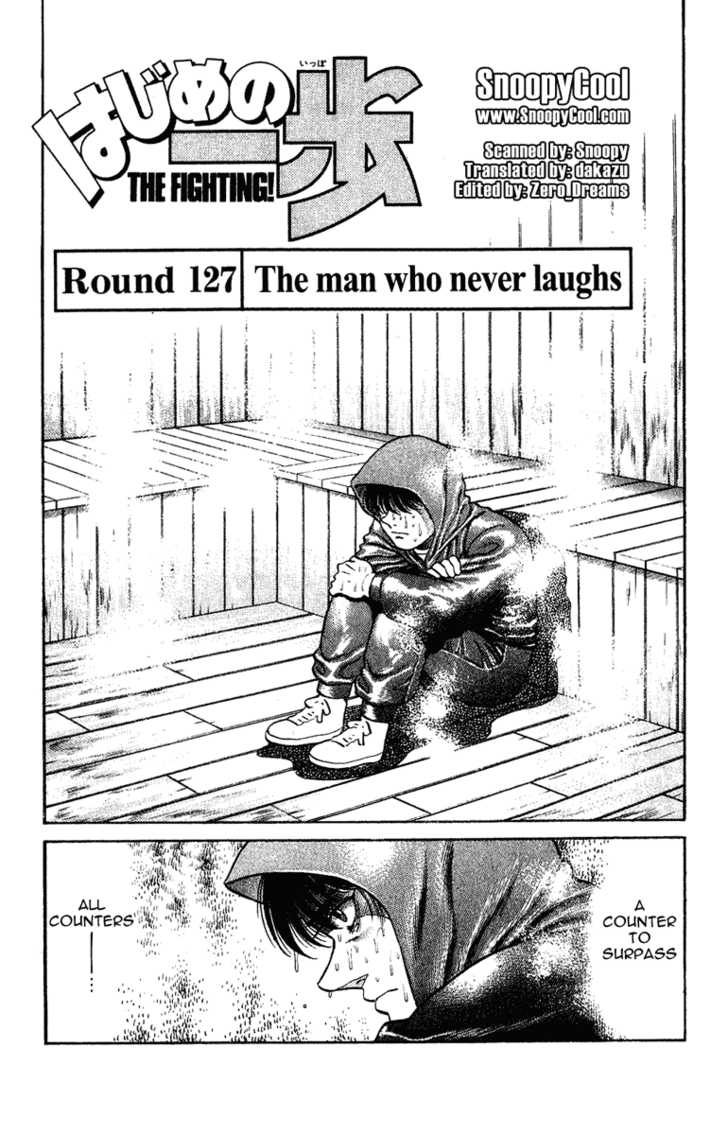 いっぽ
はじめの一歩
THE FIGHTING!
SnoopyCool
www.SnoopyCool.com
Scanned by: Snoopy
Translated by: dakazu
Edited by: Zero_Dreams
Round 127
The man who never laughs
A
COUNTER
TO
SURPASS
ALL
COUNTERS